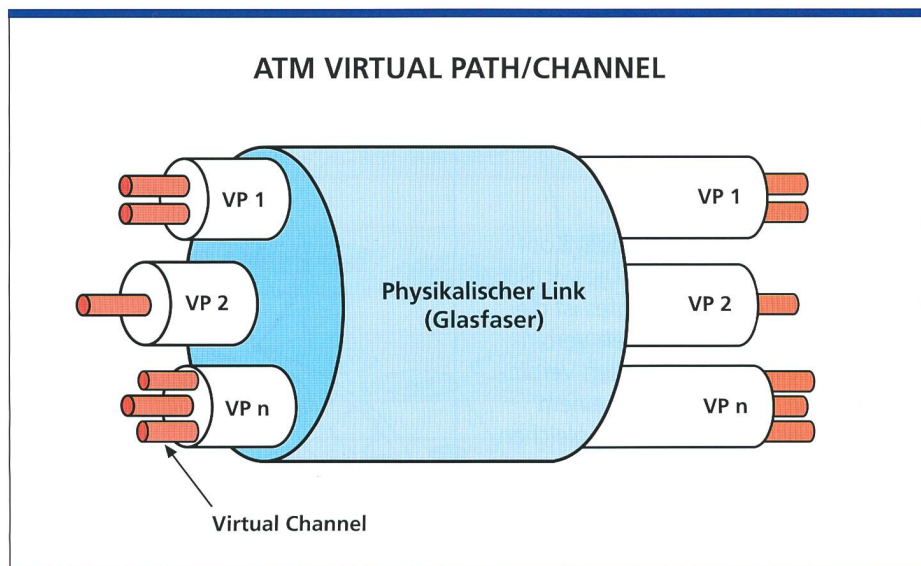 ATM VIRTUAL PATH/CHANNEL
VP 1
VP 1
VP 2
Physikalischer Link
(Glasfaser)
VP 2
VP n
VP n
Virtual Channel